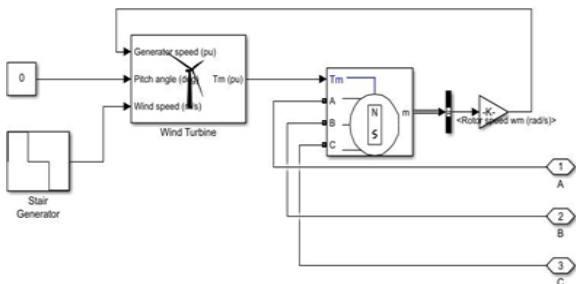 Generator speed (pu)
0
Pitch angle (deg)
Tm (pu)
Wind speed (m/s)
Wind Turbine
Stair
Generator
Tm
A
B
C
m
N
S
-K-
<Rotor speed wm (rad/s)>
1
A
2
B
3
C